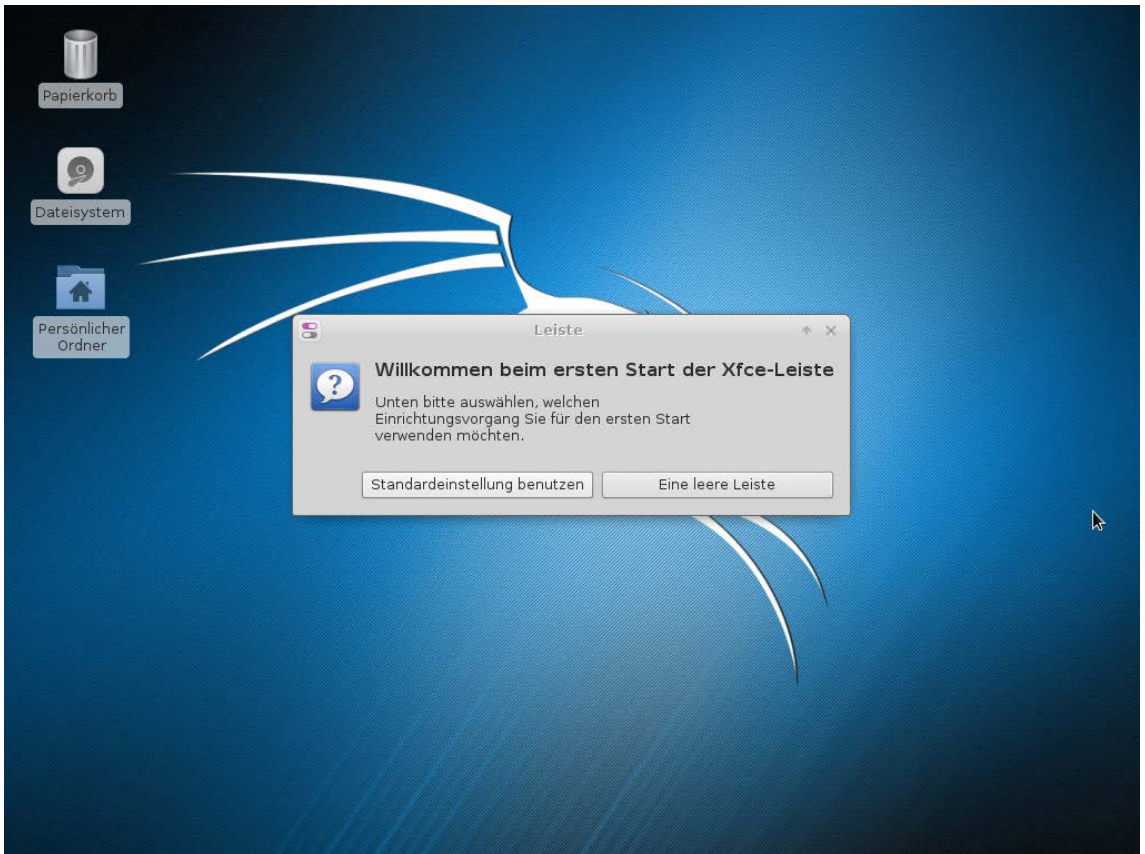 Papierkorb
Dateisystem
Persönlicher
Ordner
Leiste
Willkommen beim ersten Start der Xfce-Leiste
Unten bitte auswählen, welchen
Einrichtungsvorgang Sie für den ersten Start
verwenden möchten.
Standardeinstellung benutzen
Eine leere Leiste